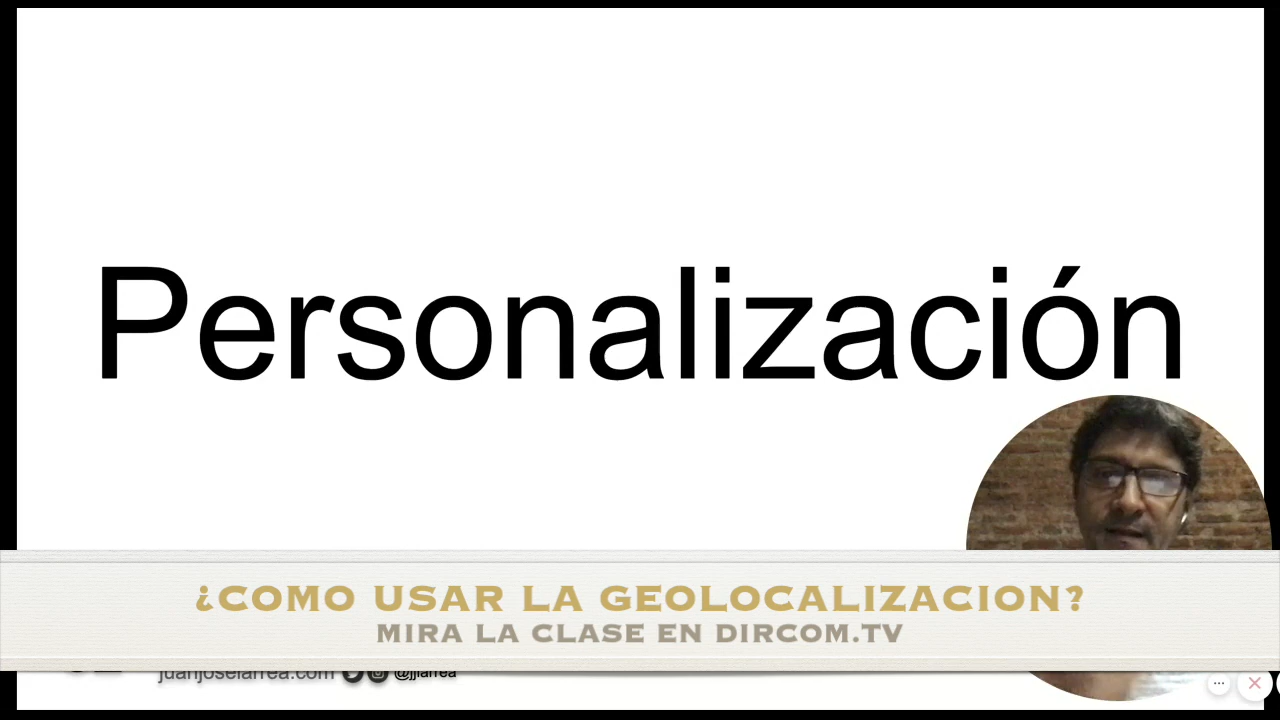 Personalización
¿COMO USAR LA GEOLOCALIZACION?
MIRA LA CLASE EN DIRCOM.TV
juanjoselarrea.com @jjlarrea